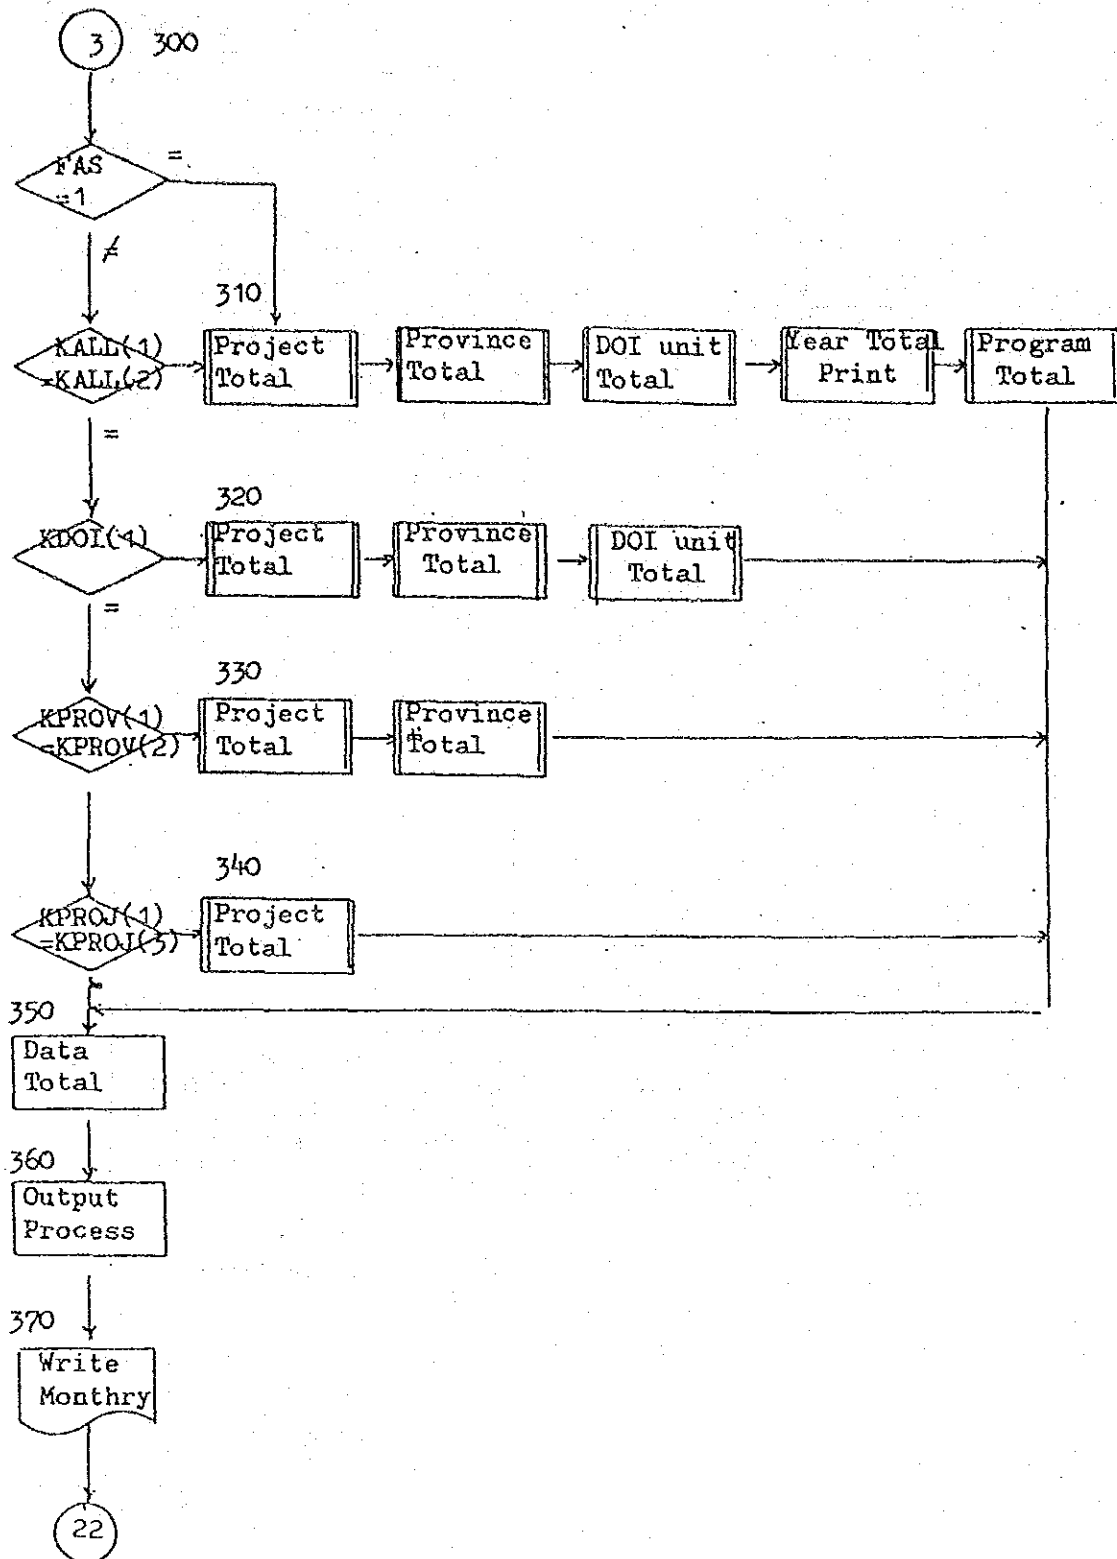 3 300
FAS
=1
=
≠
310
KALL(1)
=KALL(2)
Project
Total
Province
Total
DOI unit
Total
Year Total
Print
Program
Total
=
320
KDOI(1)
Project
Total
Province
Total
DOI unit
Total
=
330
KPROV(1)
=KPROV(2)
Project
Total
Province
Total
340
KPROJ(1)
=KPROJ(3)
Project
Total
350
Data
Total
360
Output
Process
370
Write
Monthry
22